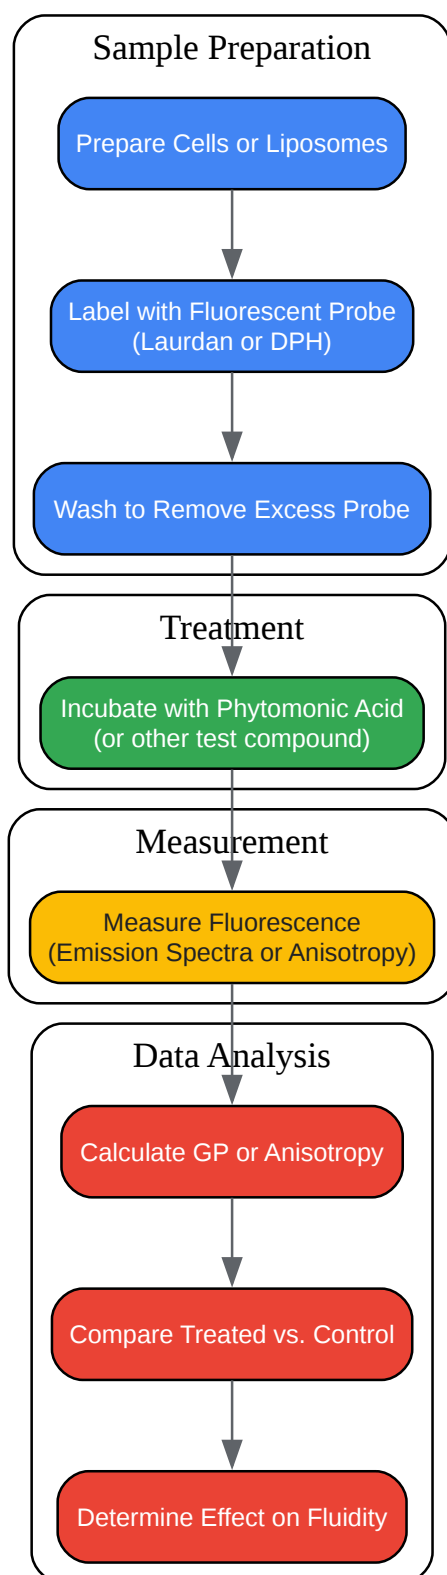 Sample Preparation
Prepare Cells or Liposomes
Label with Fluorescent Probe
(Laurdan or DPH)
Wash to Remove Excess Probe
Treatment
Incubate with Phytomonic Acid
(or other test compound)
Measurement
Measure Fluorescence
(Emission Spectra or Anisotropy)
Data Analysis
Calculate GP or Anisotropy
Compare Treated vs. Control
Determine Effect on Fluidity